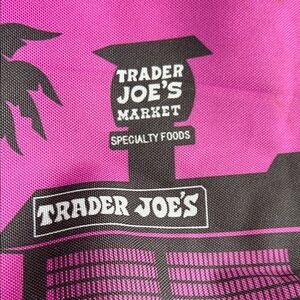 TRADER
JOE'S
MARKET
SPECIALTY FOODS
TRADER JOE'S